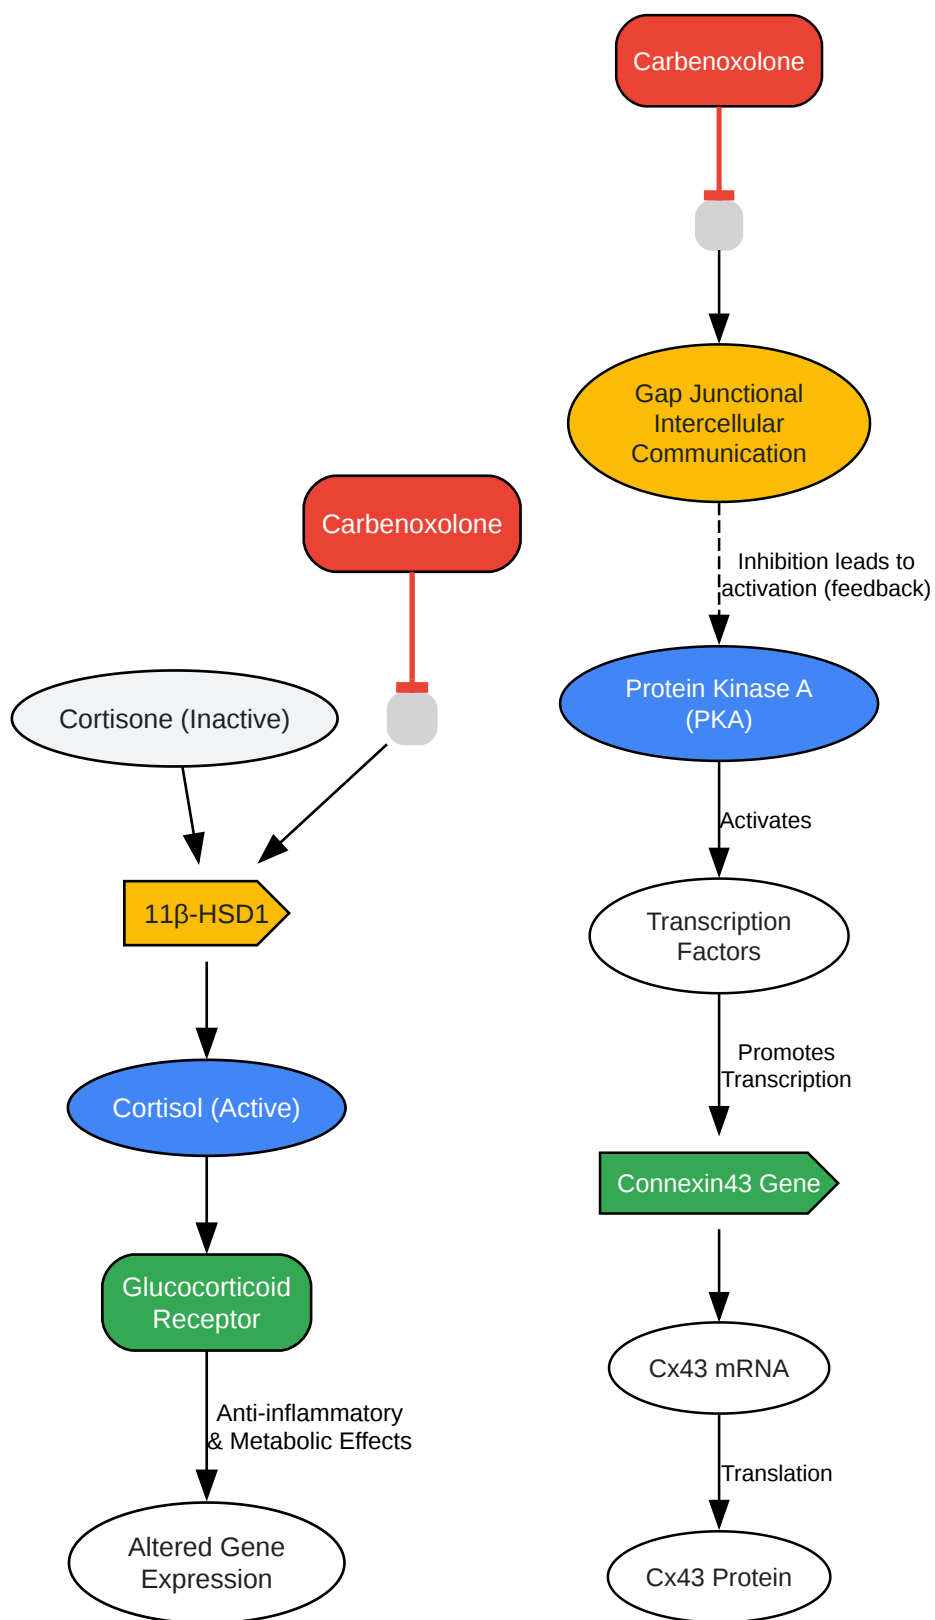 Carbenoxolone
Gap Junctional
Intercellular
Communication
Inhibition leads to
activation (feedback)
Protein Kinase A
(PKA)
Activates
Transcription
Factors
Promotes
Transcription
Connexin43 Gene
Cx43 mRNA
Translation
Cx43 Protein
Carbenoxolone
Cortisone (Inactive)
11β-HSD1
Cortisol (Active)
Glucocorticoid
Receptor
Anti-inflammatory
& Metabolic Effects
Altered Gene
Expression